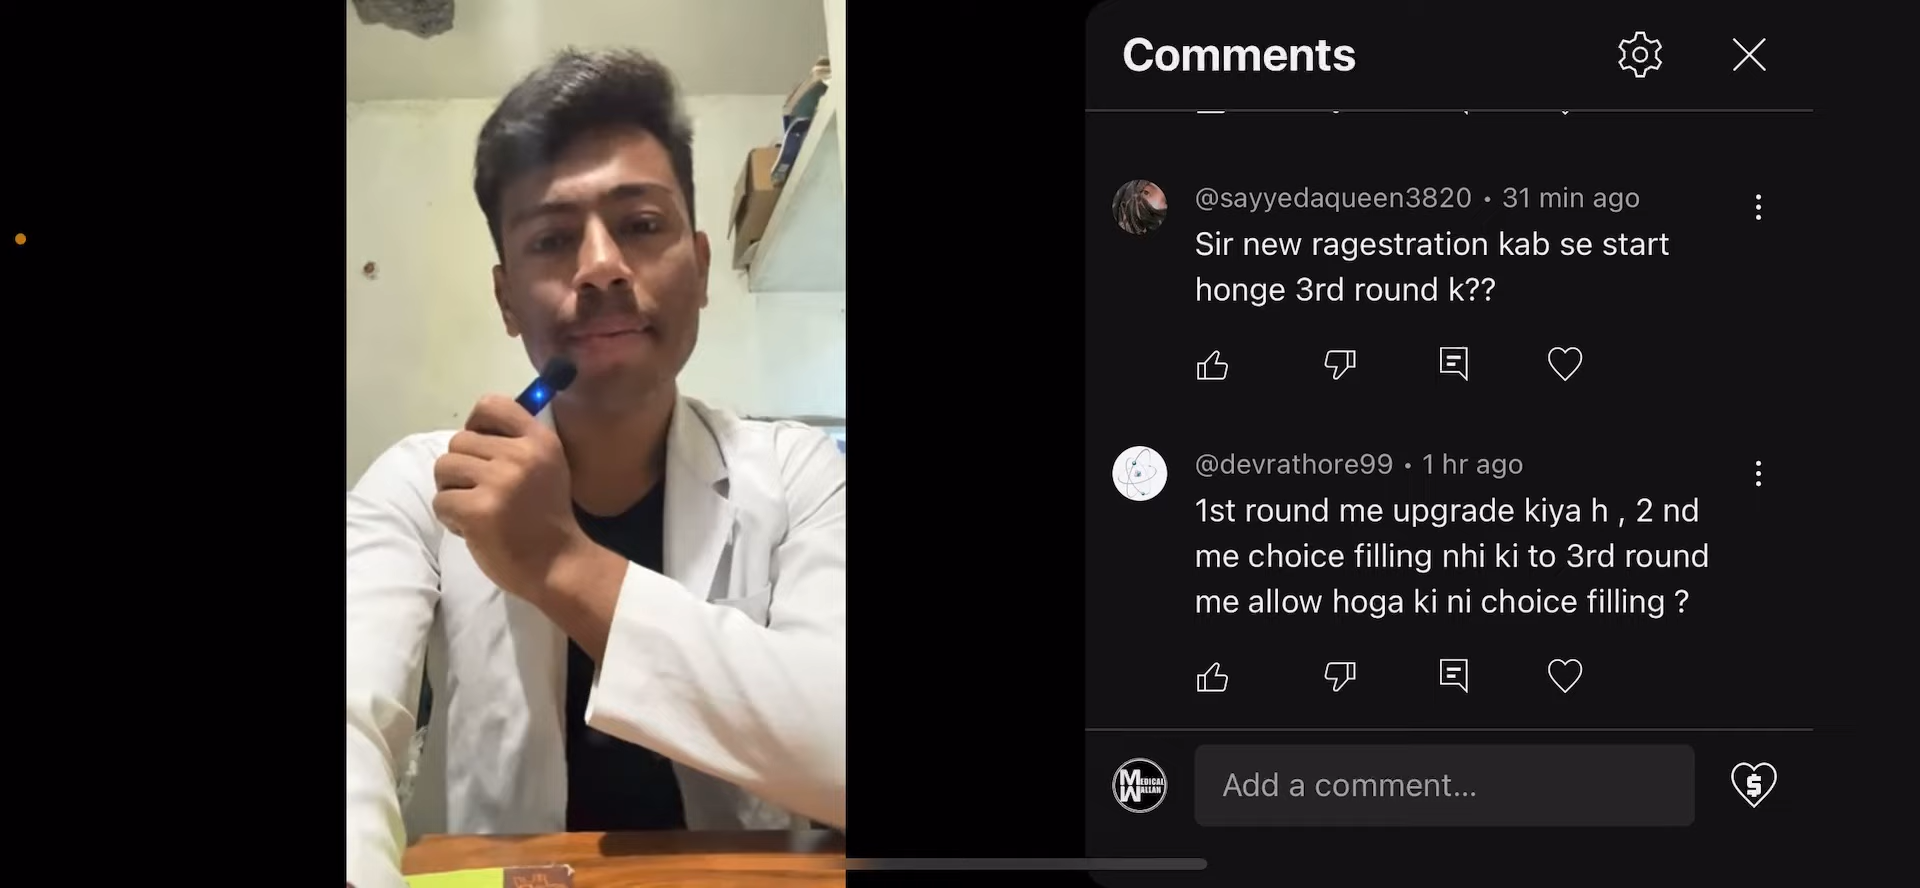 Comments
@sayyedaqueen3820 • 31 min ago
Sir new ragestration kab se start
honge 3rd round k??
@devrathore99 • 1 hr ago
1st round me upgrade kiya h , 2 nd
me choice filling nhi ki to 3rd round
me allow hoga ki ni choice filling ?
MEDICAL
WALLAH
Add a comment...
$